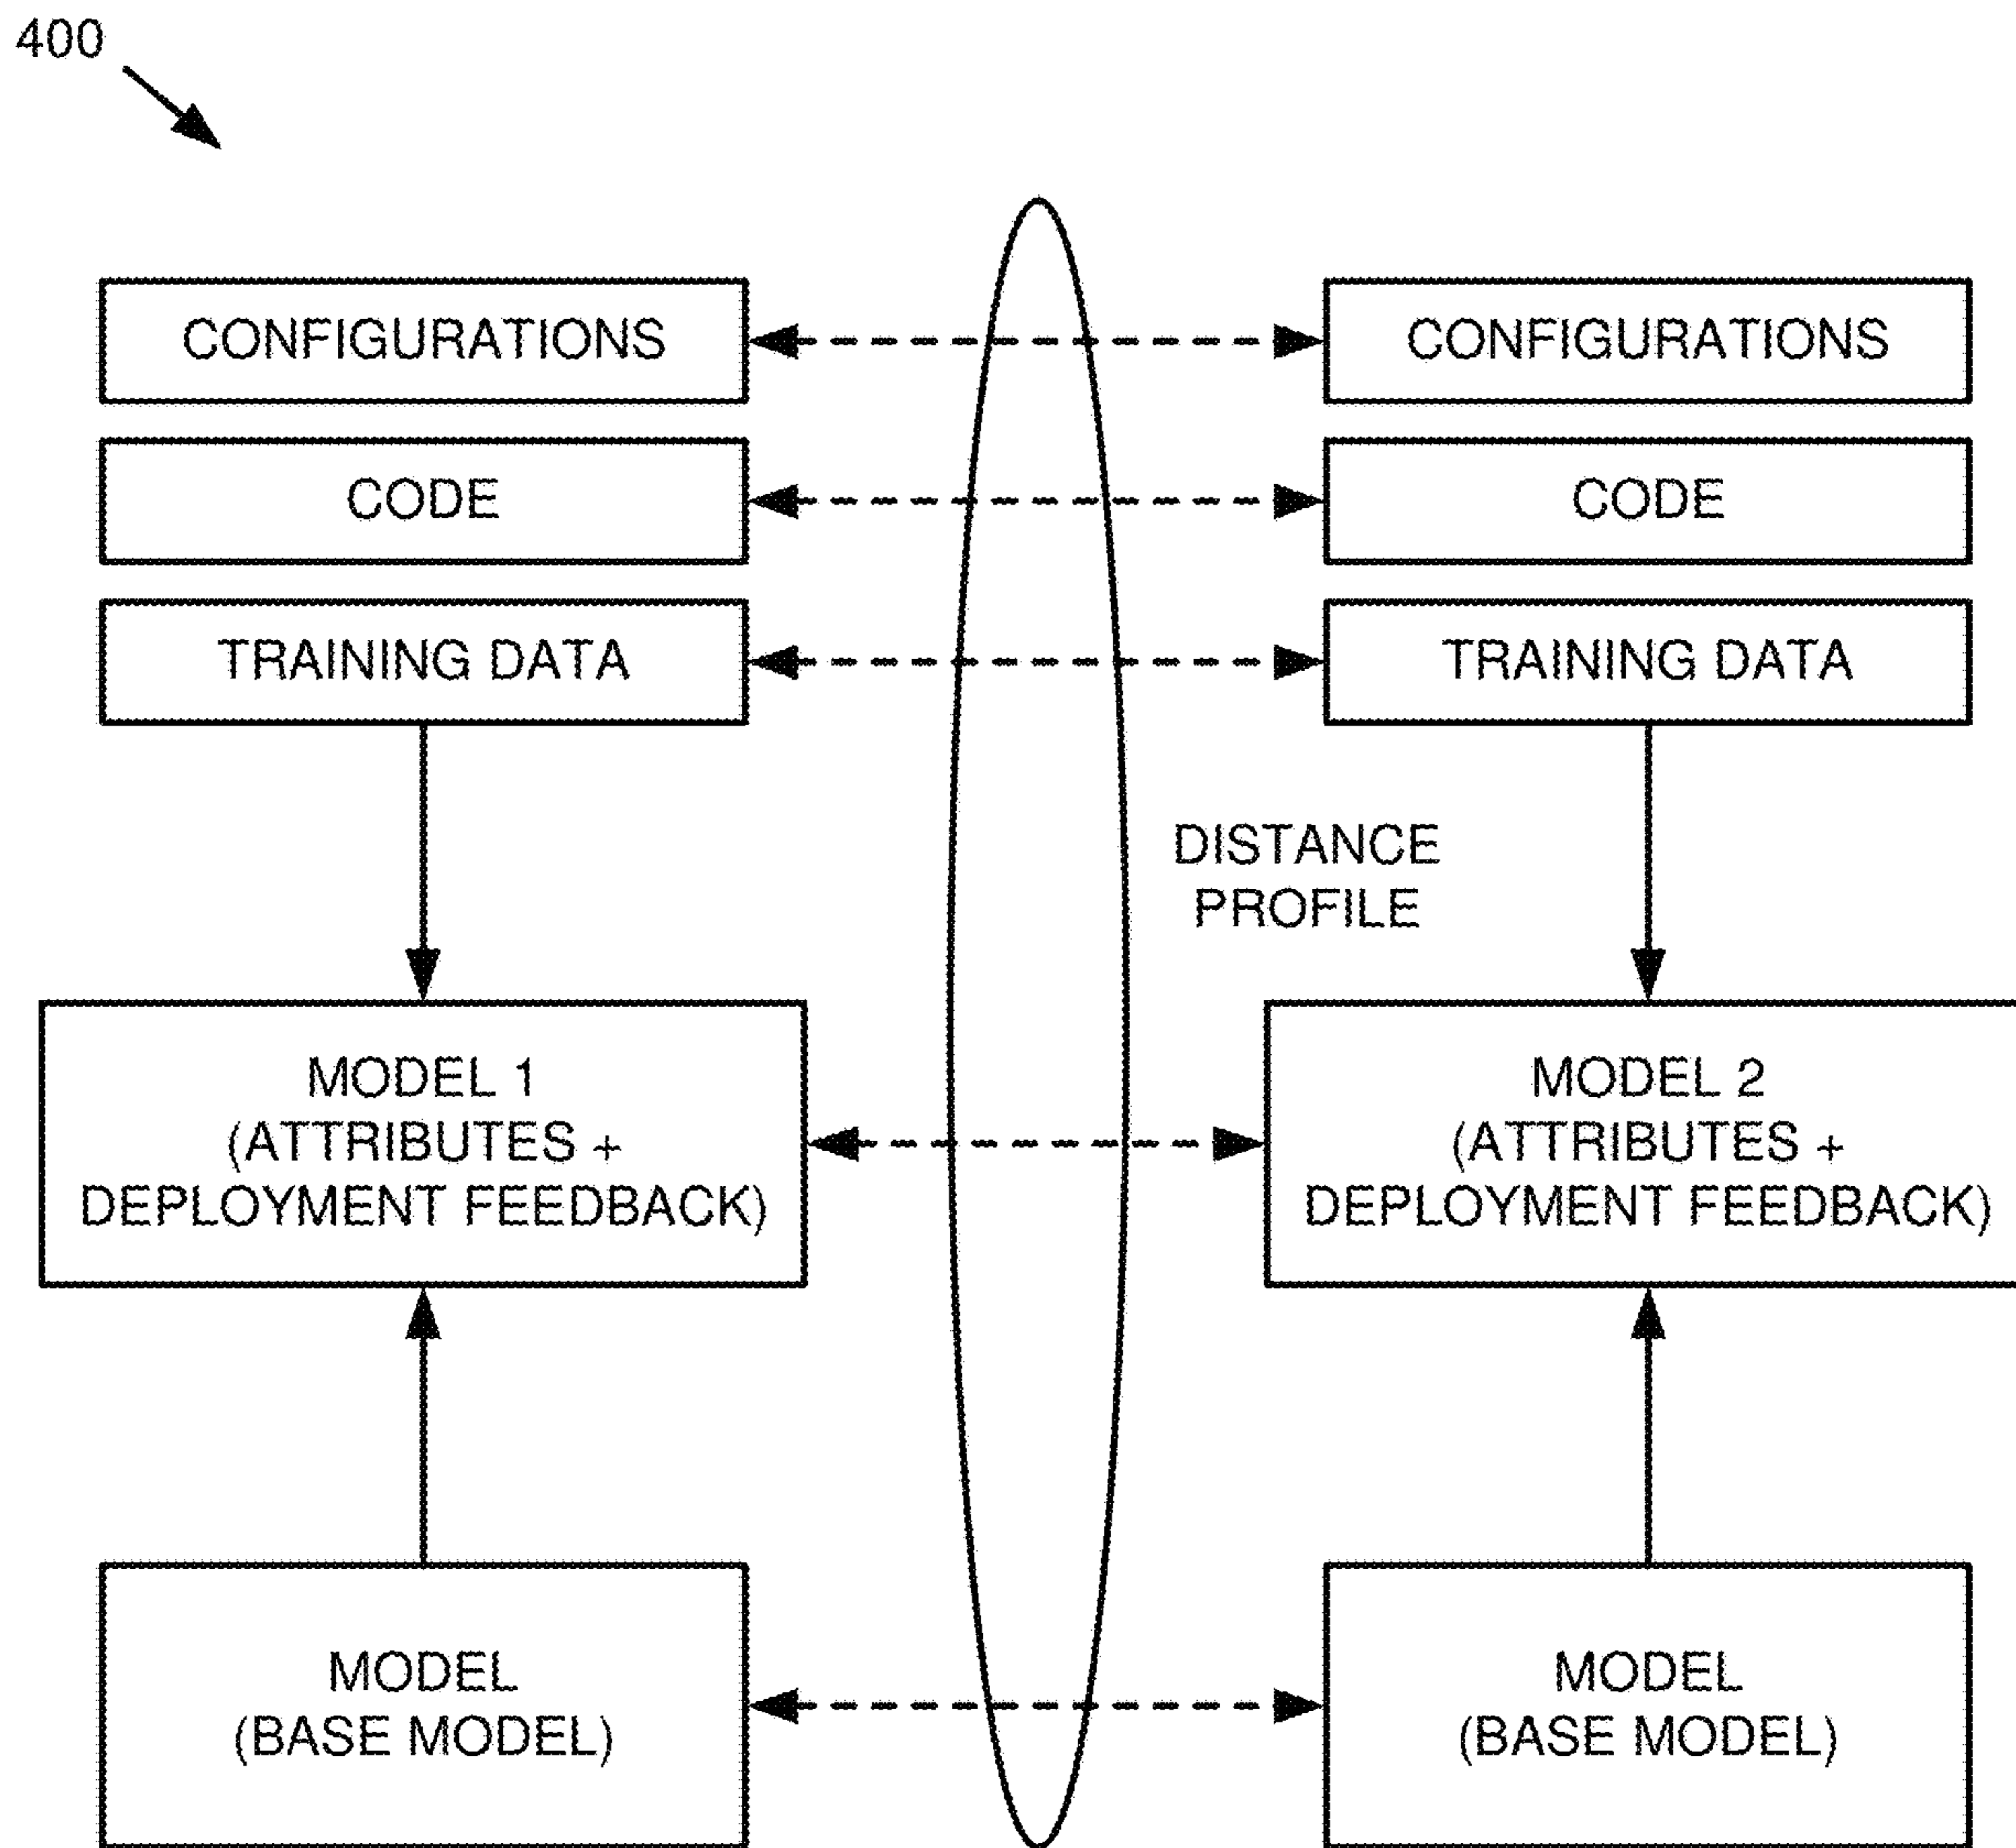 400
CONFIGURATIONS
CONFIGURATIONS
CODE
CODE
TRAINING DATA
TRAINING DATA
DISTANCE
PROFILE
MODEL 1
(ATTRIBUTES +
DEPLOYMENT FEEDBACK)
MODEL 2
(ATTRIBUTES +
DEPLOYMENT FEEDBACK)
MODEL
(BASE MODEL)
MODEL
(BASE MODEL)